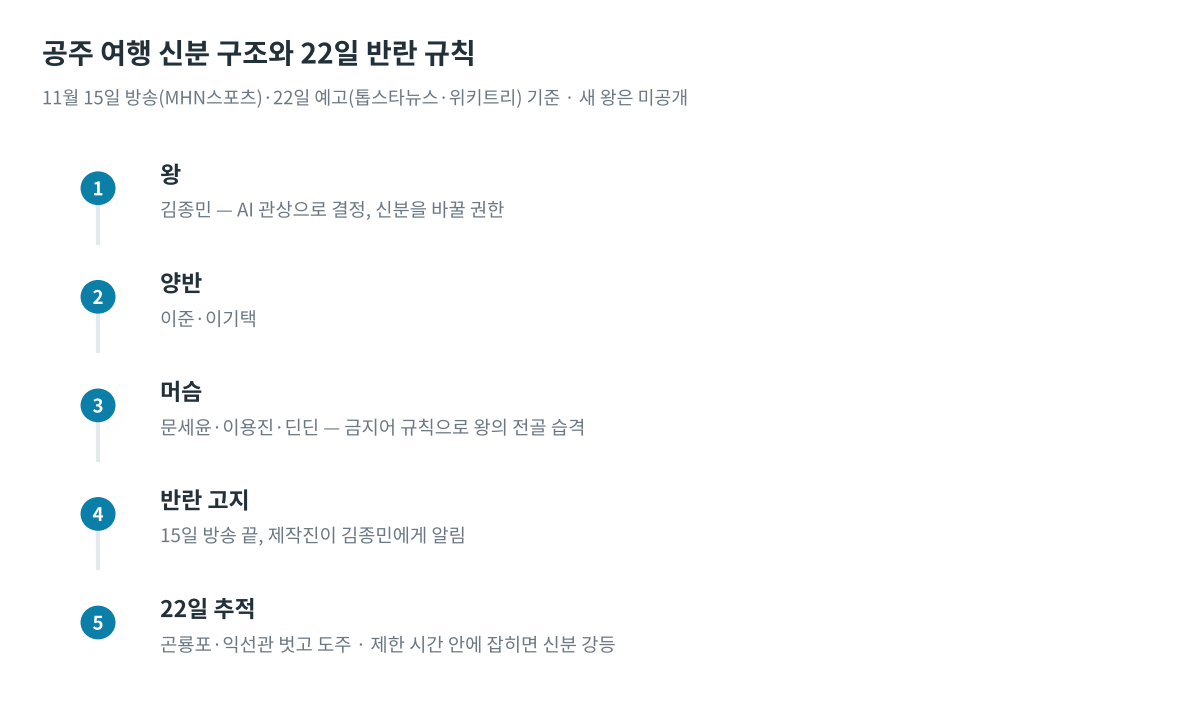 공주 여행 신분 구조와 22일 반란 규칙
11월 15일 방송(MHN스포츠)·22일 예고(톱스타뉴스·위키트리) 기준 · 새 왕은 미공개
1
왕
김종민 — AI 관상으로 결정, 신분을 바꿀 권한
2
양반
이준·이기택
3
머슴
문세윤·이용진·딘딘 — 금지어 규칙으로 왕의 전골 습격
4
반란 고지
15일 방송 끝, 제작진이 김종민에게 알림
5
22일 추적
곤룡포·익선관 벗고 도주 · 제한 시간 안에 잡히면 신분 강등